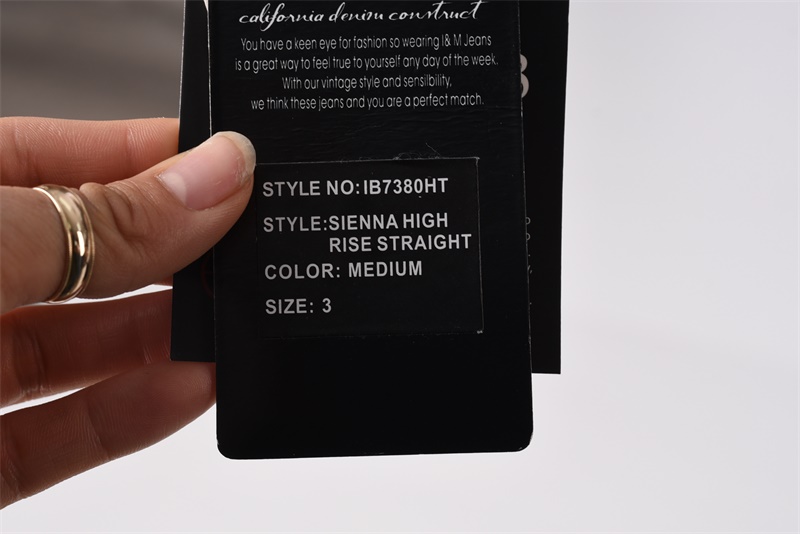 california denim construct
You have a keen eye for fashion so wearing I& M Jeans
is a great way to feel true to yourself any day of the week.
With our vintage style and sensilbility,
we think these jeans and you are a perfect match.
STYLE NO: IB7380HT
STYLE:SIENNA HIGH
RISE STRAIGHT
COLOR: MEDIUM
SIZE: 3